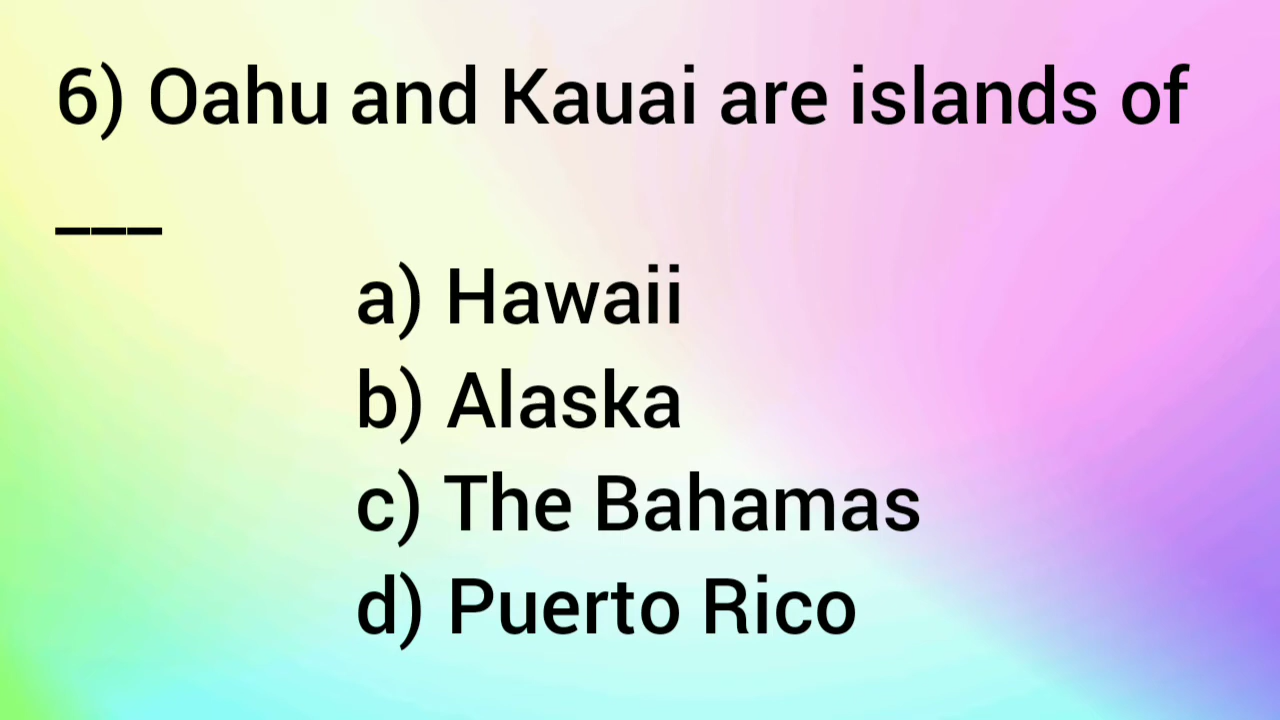 6) Oahu and Kauai are islands of
___
a) Hawaii
b) Alaska
c) The Bahamas
d) Puerto Rico